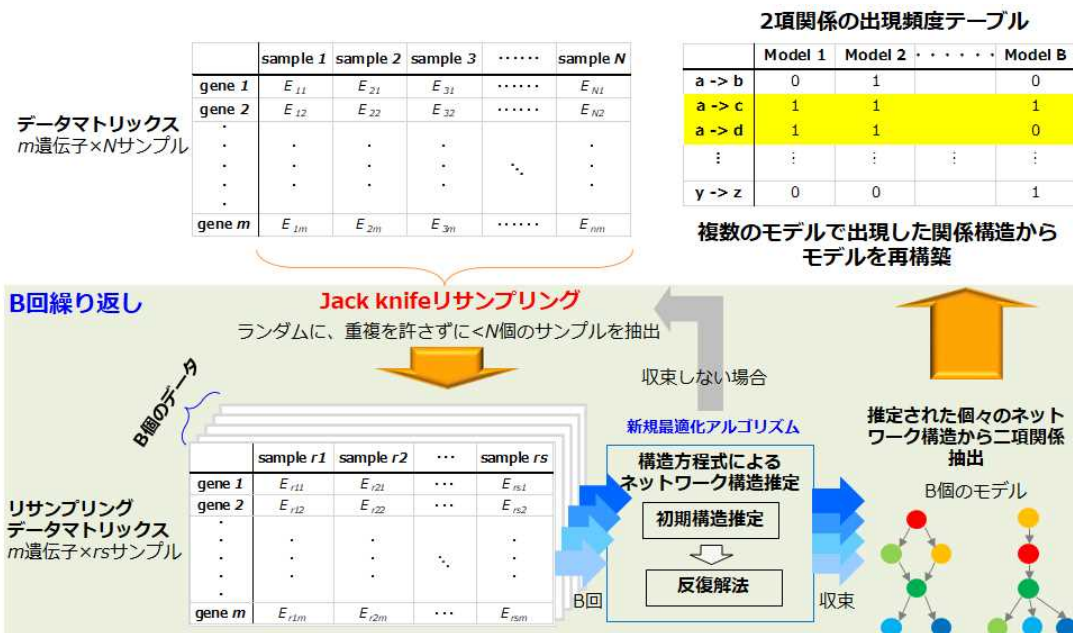 sample 1 sample 2 sample 3 ······ sample N
gene 1 E11 E21 E31 ······ EN1
gene 2 E12 E22 E32 ······ EN2
gene m E1m E2m E3m ······ Enm
データマトリックス
m遺伝子×Nサンプル
2項関係の出現頻度テーブル
Model 1 Model 2 ······ Model B
a -> b 0 1 0
a -> c 1 1 1
a -> d 1 1 0
y -> z 0 0 1
複数のモデルで出現した関係構造から
モデルを再構築
B回繰り返し
Jack knifeリサンプリング
ランダムに、重複を許さずに<N個のサンプルを抽出
収束しない場合
B個のデータ
sample r1 sample r2 ··· sample rs
gene 1 Er11 Er21 ··· Ers1
gene 2 Er12 Er22 ··· Ers2
gene m Er1m Er2m ··· Ersm
リサンプリング
データマトリックス
m遺伝子×rsサンプル
B回
新規最適化アルゴリズム
構造方程式による
ネットワーク構造推定
初期構造推定
反復解法
収束
推定された個々のネット
ワーク構造から二項関係
抽出
B個のモデル